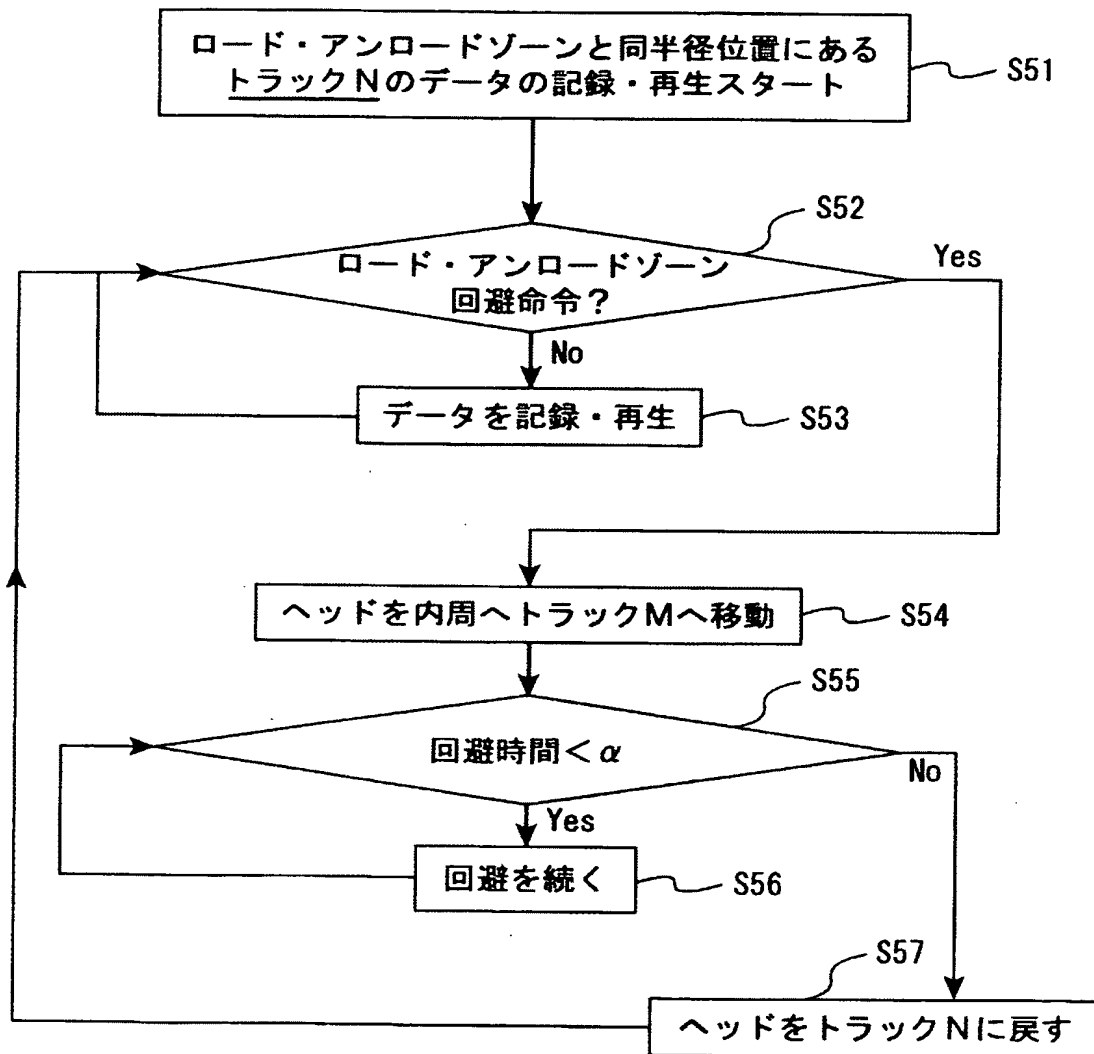 ロード・アンロードゾーンと同半径位置にある
トラックNのデータの記録・再生スタート
S51
S52
ロード・アンロードゾーン
回避命令?
Yes
No
データを記録・再生
S53
ヘッドを内周へトラックMへ移動
S54
S55
回避時間<α
No
Yes
回避を続く
S56
S57
ヘッドをトラックNに戻す